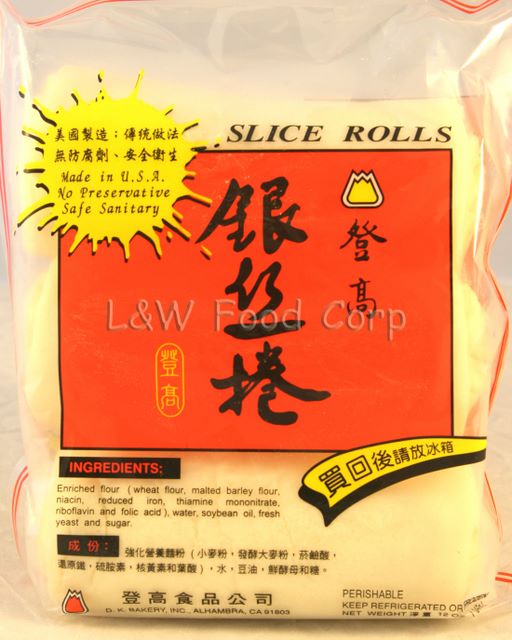 美國製造；傳統做法
無防腐劑、安全衛生
Made in U.S.A.
No Preservative
Safe Sanitary
SLICE ROLLS
銀丝捲
登高
L&W Food Corp
登高
買回後請放冰箱
INGREDIENTS:
Enriched flour (wheat flour, malted barley flour,
niacin, reduced iron, thiamine mononitrate,
riboflavin and folic acid), water, soybean oil, fresh
yeast and sugar.
成份：強化營養麵粉（小麥粉，發酵大麥粉，菸鹼酸，
還原鐵，硫胺素，核黃素和葉酸），水，豆油，鮮酵母和糖。
登高食品公司
D. K. BAKERY, INC., ALHAMBRA, CA 91803
PERISHABLE
KEEP REFRIGERATED OR
NET WEIGHT 淨重 12